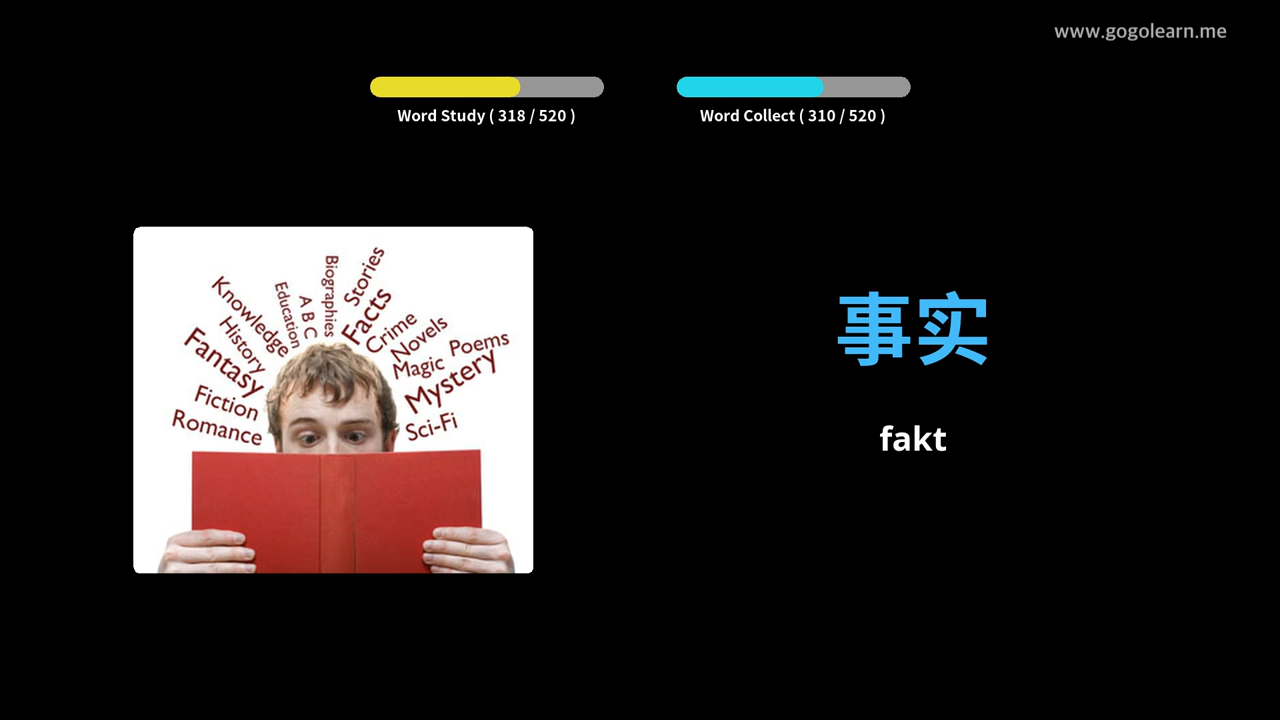 www.gogolearn.me
Word Study ( 318 / 520 )
Word Collect ( 310 / 520 )
Knowledge
History
Fantasy
Fiction
Romance
Education
A B C
Biographies
Stories
Facts
Crime
Novels
Magic
Poems
Mystery
Sci-Fi
事实
fakt